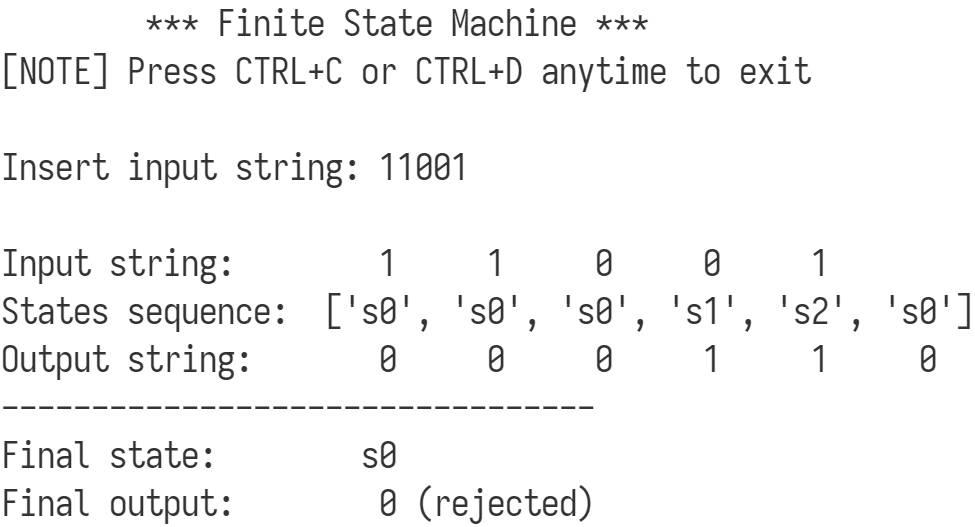 *** Finite State Machine ***
[NOTE] Press CTRL+C or CTRL+D anytime to exit
Insert input string: 11001
Input string: 1 1 0 0 1
States sequence: ['s0', 's0', 's0', 's1', 's2', 's0']
Output string: 0 0 0 1 1 0
---------------------------------
Final state: s0
Final output: 0 (rejected)